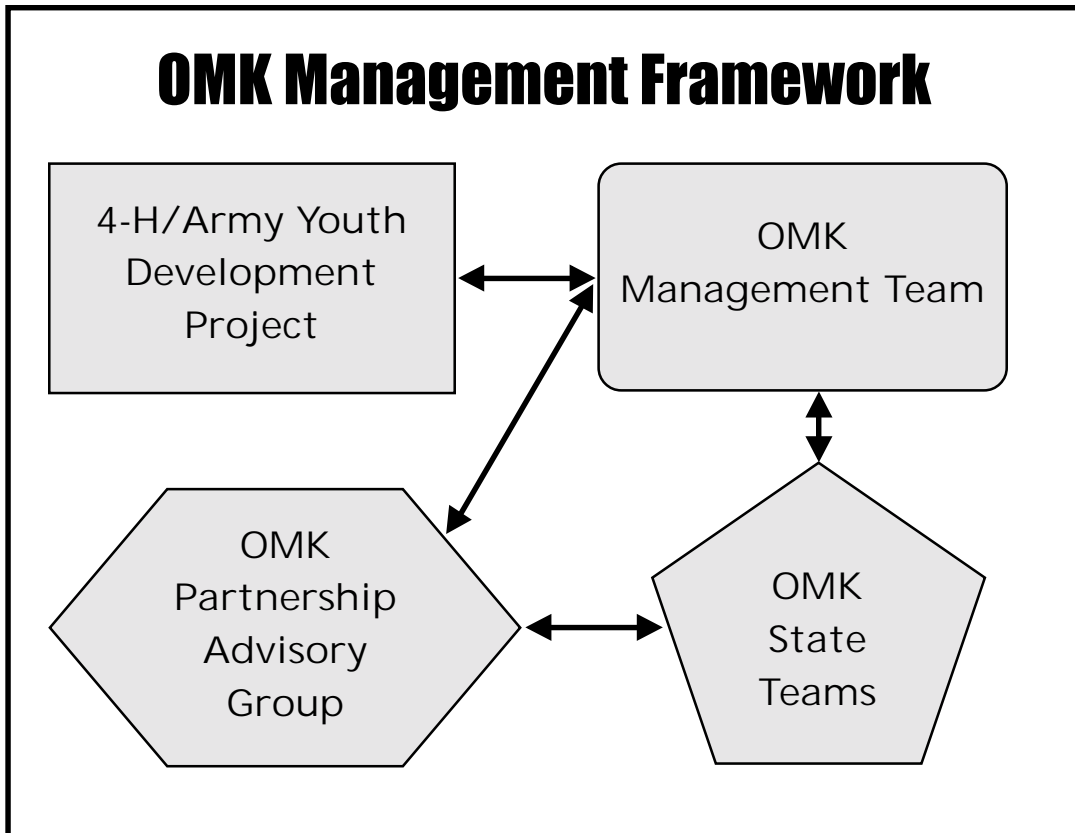 OMK Management Framework
4-H/Army Youth
Development
Project
OMK
Management Team
OMK
Partnership
Advisory
Group
OMK
State
Teams